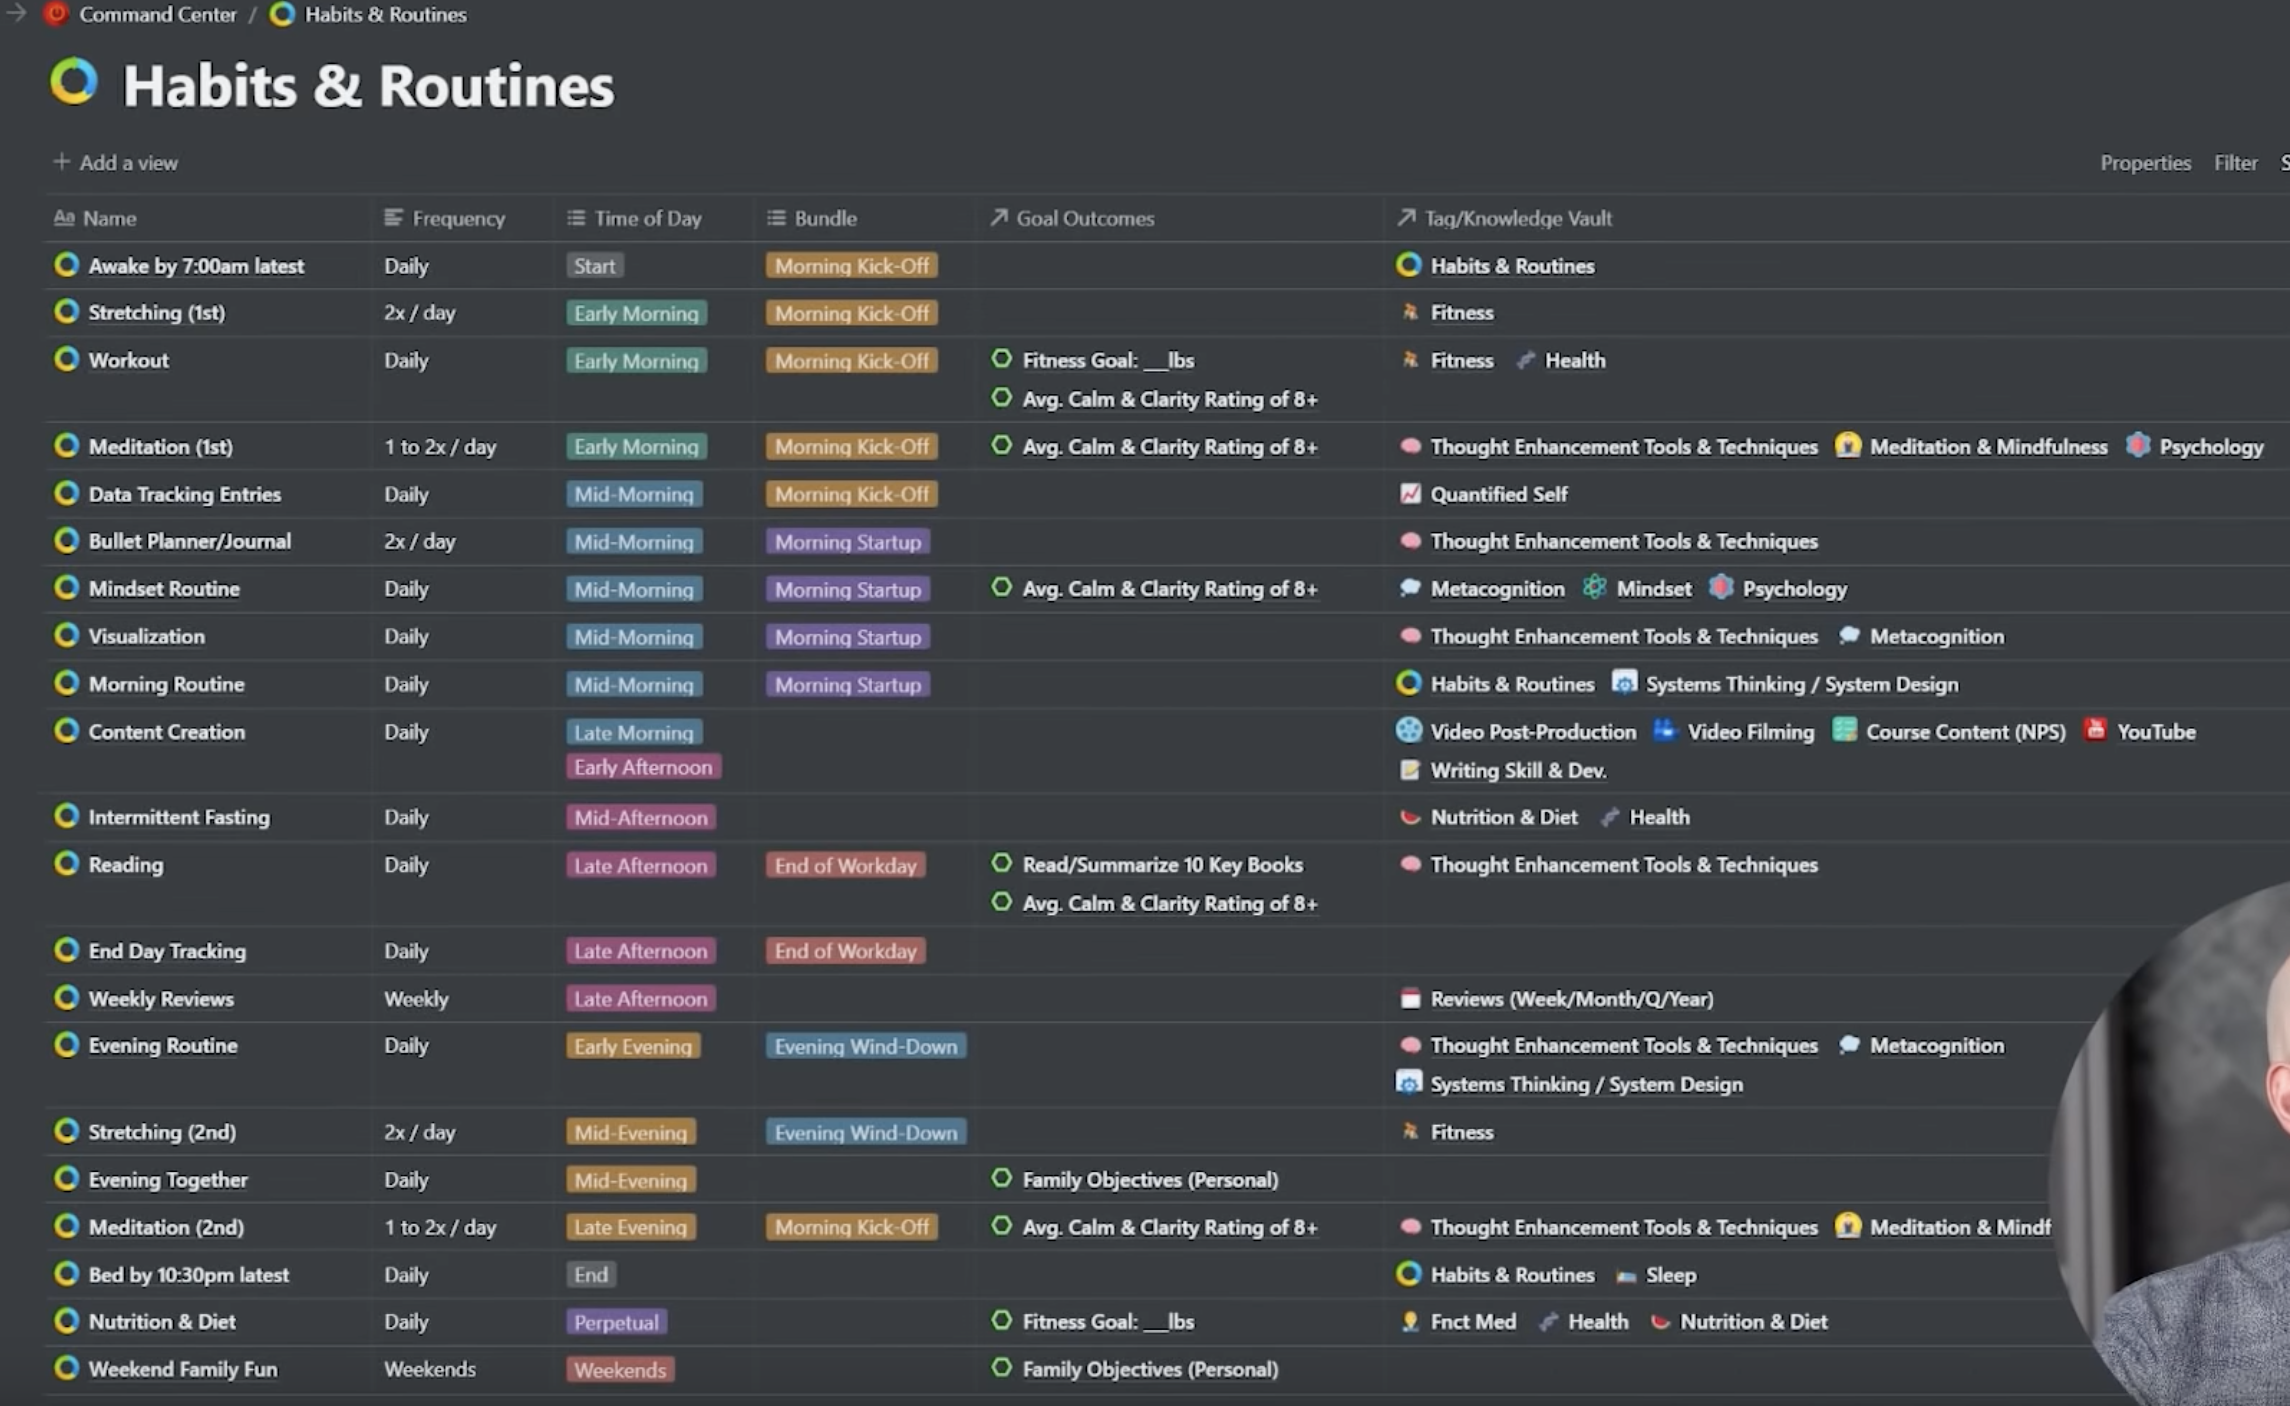 Command Center / Habits & Routines
Habits & Routines
Add a view Properties Filter
Aa Name Frequency Time of Day Bundle Goal Outcomes Tag/Knowledge Vault
Awake by 7:00am latest Daily Start Morning Kick-Off Habits & Routines
Stretching (1st) 2x / day Early Morning Morning Kick-Off Fitness
Workout Daily Early Morning Morning Kick-Off Fitness Goal: __lbs Fitness Health
Avg. Calm & Clarity Rating of 8+
Meditation (1st) 1 to 2x / day Early Morning Morning Kick-Off Avg. Calm & Clarity Rating of 8+ Thought Enhancement Tools & Techniques Meditation & Mindfulness Psychology
Data Tracking Entries Daily Mid-Morning Morning Kick-Off Quantified Self
Bullet Planner/Journal 2x / day Mid-Morning Morning Startup Thought Enhancement Tools & Techniques
Mindset Routine Daily Mid-Morning Morning Startup Avg. Calm & Clarity Rating of 8+ Metacognition Mindset Psychology
Visualization Daily Mid-Morning Morning Startup Thought Enhancement Tools & Techniques Metacognition
Morning Routine Daily Mid-Morning Morning Startup Habits & Routines Systems Thinking / System Design
Content Creation Daily Late Morning Video Post-Production Video Filming Course Content (NPS) YouTube
Early Afternoon Writing Skill & Dev.
Intermittent Fasting Daily Mid-Afternoon Nutrition & Diet Health
Reading Daily Late Afternoon End of Workday Read/Summarize 10 Key Books Thought Enhancement Tools & Techniques
Avg. Calm & Clarity Rating of 8+
End Day Tracking Daily Late Afternoon End of Workday
Weekly Reviews Weekly Late Afternoon Reviews (Week/Month/Q/Year)
Evening Routine Daily Early Evening Evening Wind-Down Thought Enhancement Tools & Techniques Metacognition
Systems Thinking / System Design
Stretching (2nd) 2x / day Mid-Evening Evening Wind-Down Fitness
Evening Together Daily Mid-Evening Family Objectives (Personal)
Meditation (2nd) 1 to 2x / day Late Evening Morning Kick-Off Avg. Calm & Clarity Rating of 8+ Thought Enhancement Tools & Techniques Meditation & Mindf
Bed by 10:30pm latest Daily End Habits & Routines Sleep
Nutrition & Diet Daily Perpetual Fitness Goal: __lbs Fnct Med Health Nutrition & Diet
Weekend Family Fun Weekends Weekends Family Objectives (Personal)